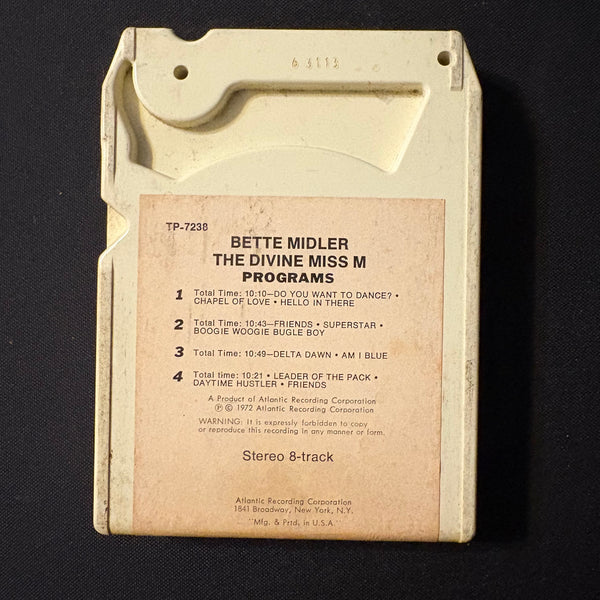 6 3113
TP-7238
BETTE MIDLER
THE DIVINE MISS M
PROGRAMS
1 Total Time: 10:10—DO YOU WANT TO DANCE? •
CHAPEL OF LOVE • HELLO IN THERE
2 Total Time: 10:43—FRIENDS • SUPERSTAR •
BOOGIE WOOGIE BUGLE BOY
3 Total Time: 10:49—DELTA DAWN • AM I BLUE
4 Total time: 10:21 • LEADER OF THE PACK •
DAYTIME HUSTLER • FRIENDS
A Product of Atlantic Recording Corporation
℗ © 1972 Atlantic Recording Corporation
WARNING: It is expressly forbidden to copy
or reproduce this recording in any manner or form.
Stereo 8-track
Atlantic Recording Corporation
1841 Broadway, New York, N.Y.
"Mfg. & Prtd. in U.S.A."